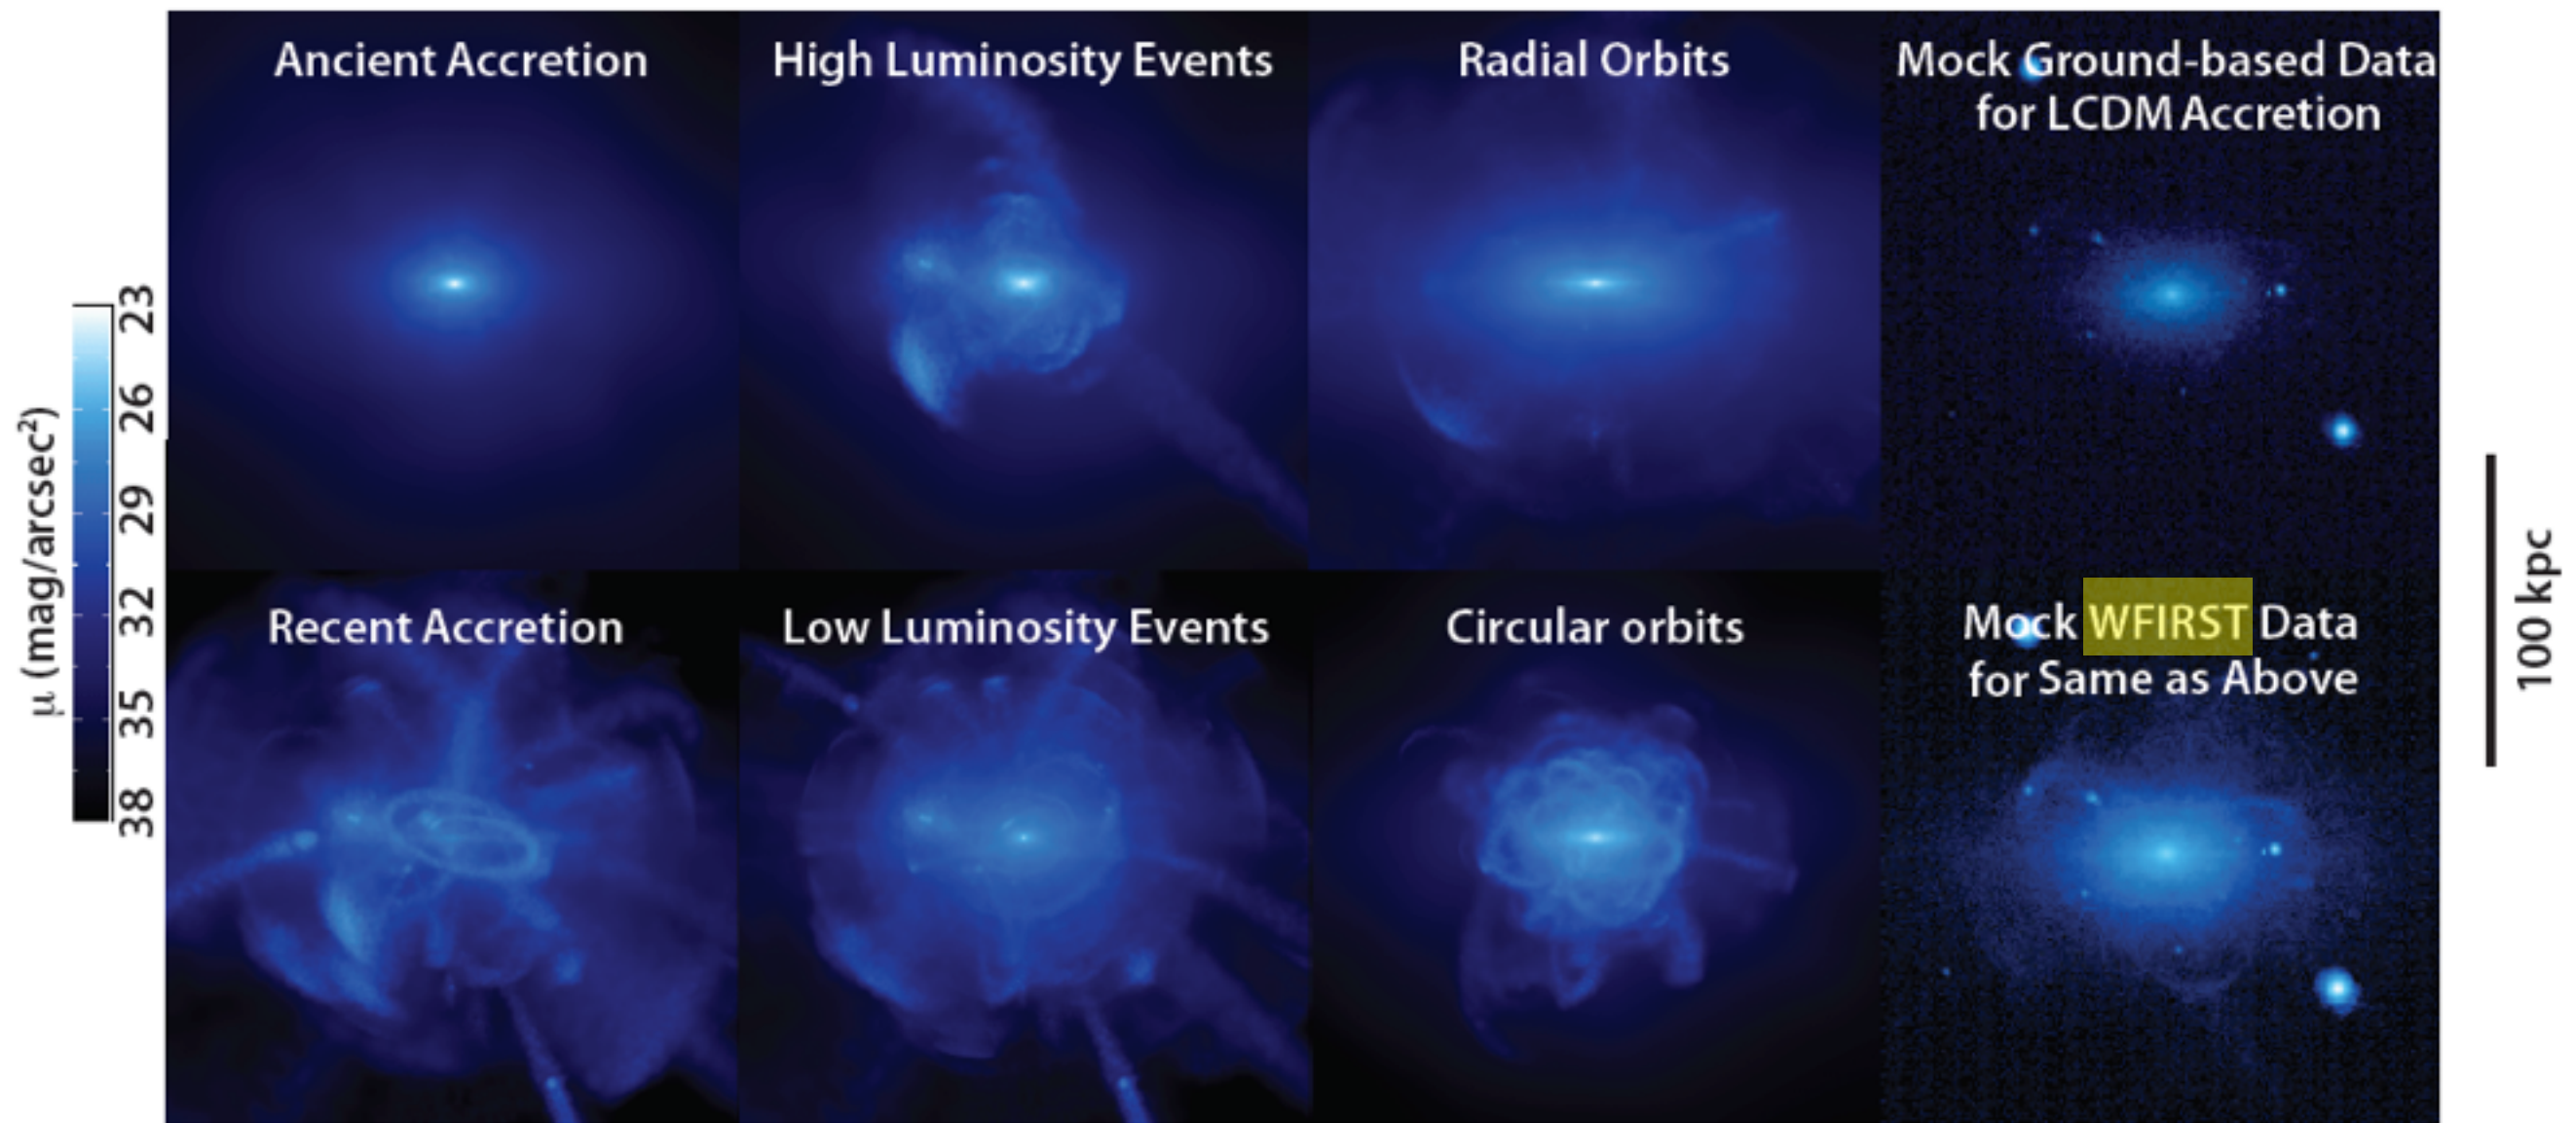 Ancient Accretion
High Luminosity Events
Radial Orbits
Mock Ground-based Data
for LCDM Accretion
Recent Accretion
Low Luminosity Events
Circular orbits
Mock WFIRST Data
for Same as Above
μ (mag/arcsec²)
23
26
29
32
35
38
100 kpc